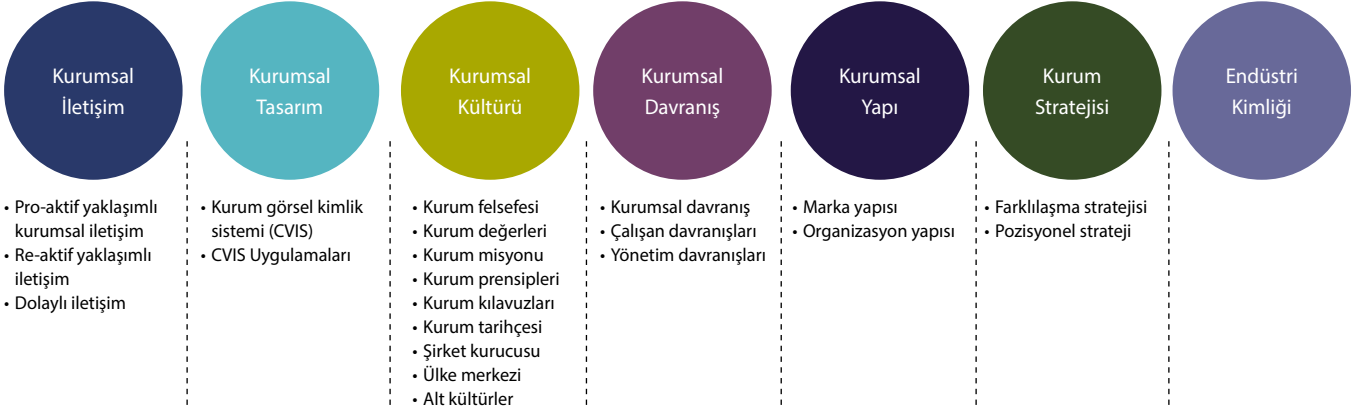 Kurumsal
İletişim
Kurumsal
Tasarım
Kurumsal
Kültürü
Kurumsal
Davranış
Kurumsal
Yapı
Kurum
Stratejisi
Endüstri
Kimliği
• Pro-aktif yaklaşımlı
kurumsal iletişim
• Re-aktif yaklaşımlı
iletişim
• Dolaylı iletişim
• Kurum görsel kimlik
sistemi (CVIS)
• CVIS Uygulamaları
• Kurum felsefesi
• Kurum değerleri
• Kurum misyonu
• Kurum prensipleri
• Kurum kılavuzları
• Kurum tarihçesi
• Şirket kurucusu
• Ülke merkezi
• Alt kültürler
• Kurumsal davranış
• Çalışan davranışları
• Yönetim davranışları
• Marka yapısı
• Organizasyon yapısı
• Farklılaşma stratejisi
• Pozisyonel strateji